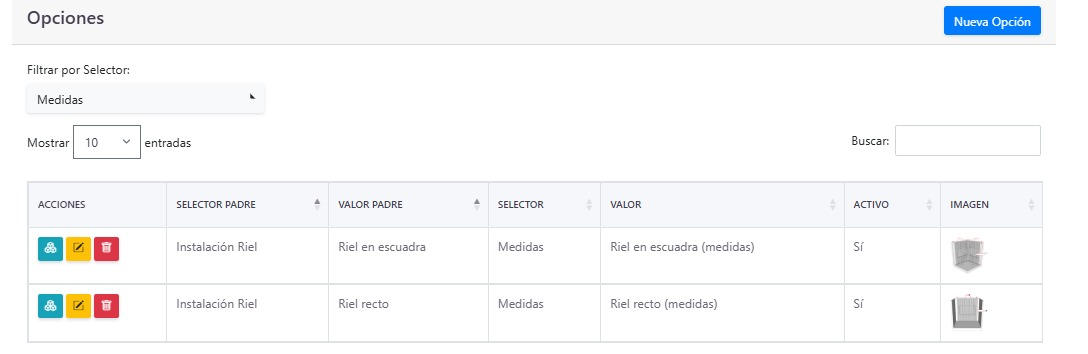 Opciones
Nueva Opción
Filtrar por Selector:
Medidas
Mostrar 10 entradas
Buscar:
ACCIONES SELECTOR PADRE VALOR PADRE SELECTOR VALOR ACTIVO IMAGEN
Instalación Riel Riel en escuadra Medidas Riel en escuadra (medidas) Sí
Instalación Riel Riel recto Medidas Riel recto (medidas) Sí